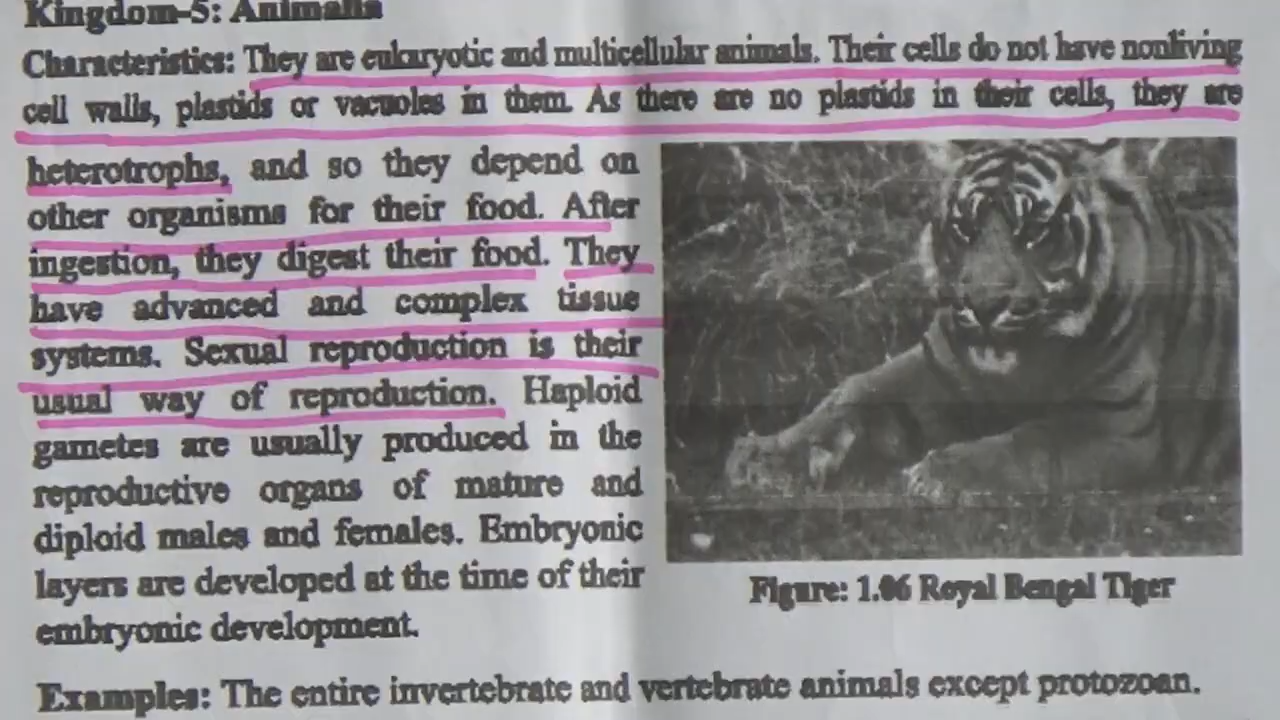 Kingdom-5: Animalia
Characteristics: They are eukaryotic and multicellular animals. Their cells do not have nonliving
cell walls, plastids or vacuoles in them. As there are no plastids in their cells, they are
heterotrophs, and so they depend on
other organisms for their food. After
ingestion, they digest their food. They
have advanced and complex tissue
systems. Sexual reproduction is their
usual way of reproduction. Haploid
gametes are usually produced in the
reproductive organs of mature and
diploid males and females. Embryonic
layers are developed at the time of their
embryonic development.
Figure: 1.06 Royal Bengal Tiger
Examples: The entire invertebrate and vertebrate animals except protozoan.